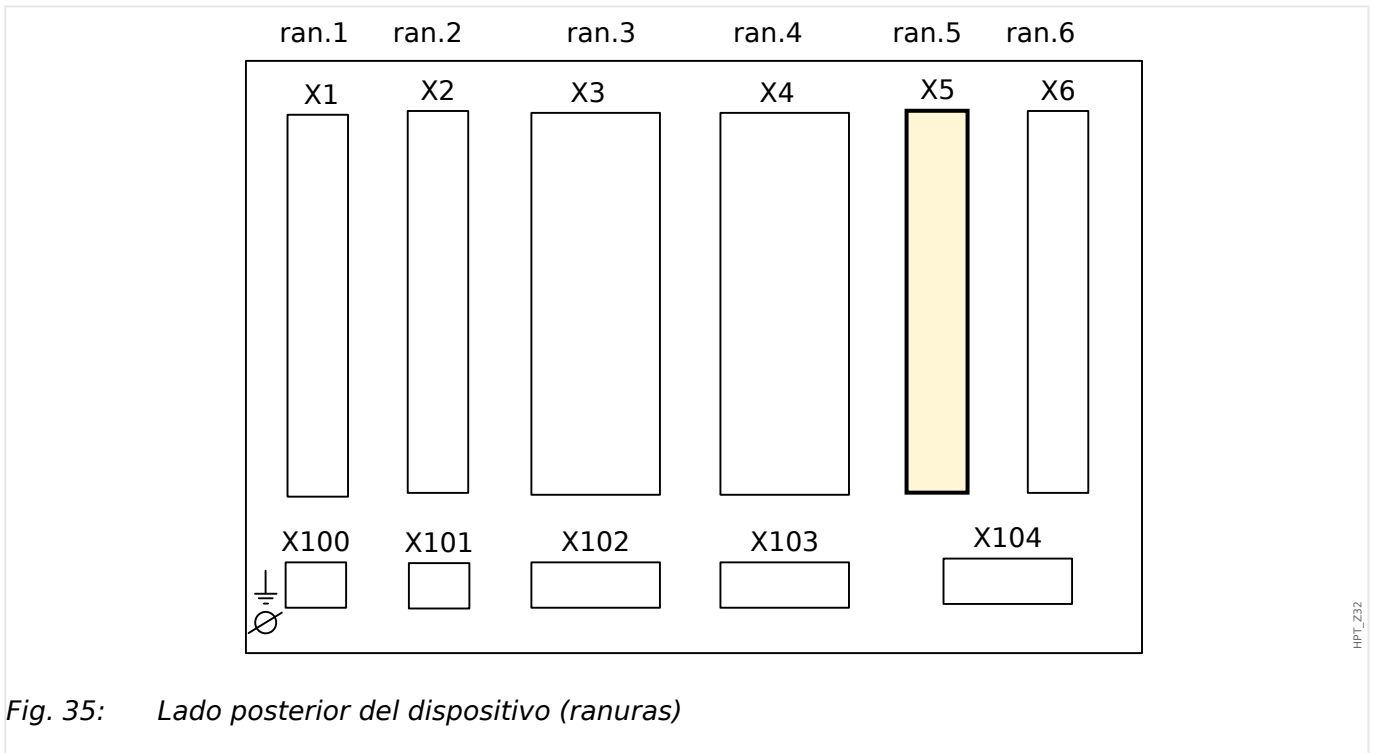 ran.1 ran.2 ran.3 ran.4 ran.5 ran.6
X1 X2 X3 X4 X5 X6
X100 X101 X102 X103 X104
HPT_Z32
Fig. 35: Lado posterior del dispositivo (ranuras)